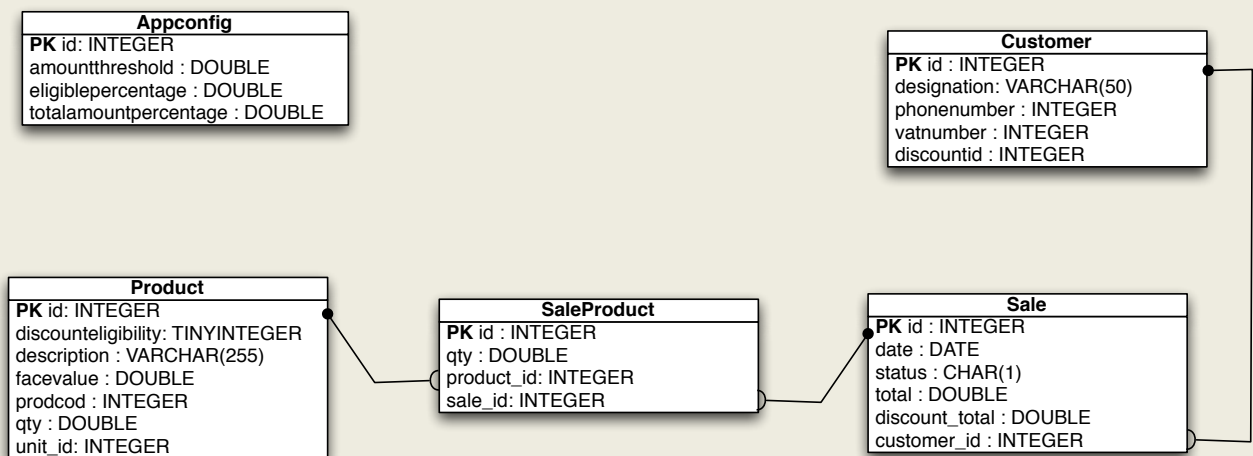 Appconfig
PK id: INTEGER
amountthreshold : DOUBLE
eligiblepercentage : DOUBLE
totalamountpercentage : DOUBLE
Customer
PK id : INTEGER
designation: VARCHAR(50)
phonenumber : INTEGER
vatnumber : INTEGER
discountid : INTEGER
Product
PK id: INTEGER
discounteligibility: TINYINTEGER
description : VARCHAR(255)
facevalue : DOUBLE
prodcod : INTEGER
qty : DOUBLE
unit_id: INTEGER
SaleProduct
PK id : INTEGER
qty : DOUBLE
product_id: INTEGER
sale_id: INTEGER
Sale
PK id : INTEGER
date : DATE
status : CHAR(1)
total : DOUBLE
discount_total : DOUBLE
customer_id : INTEGER